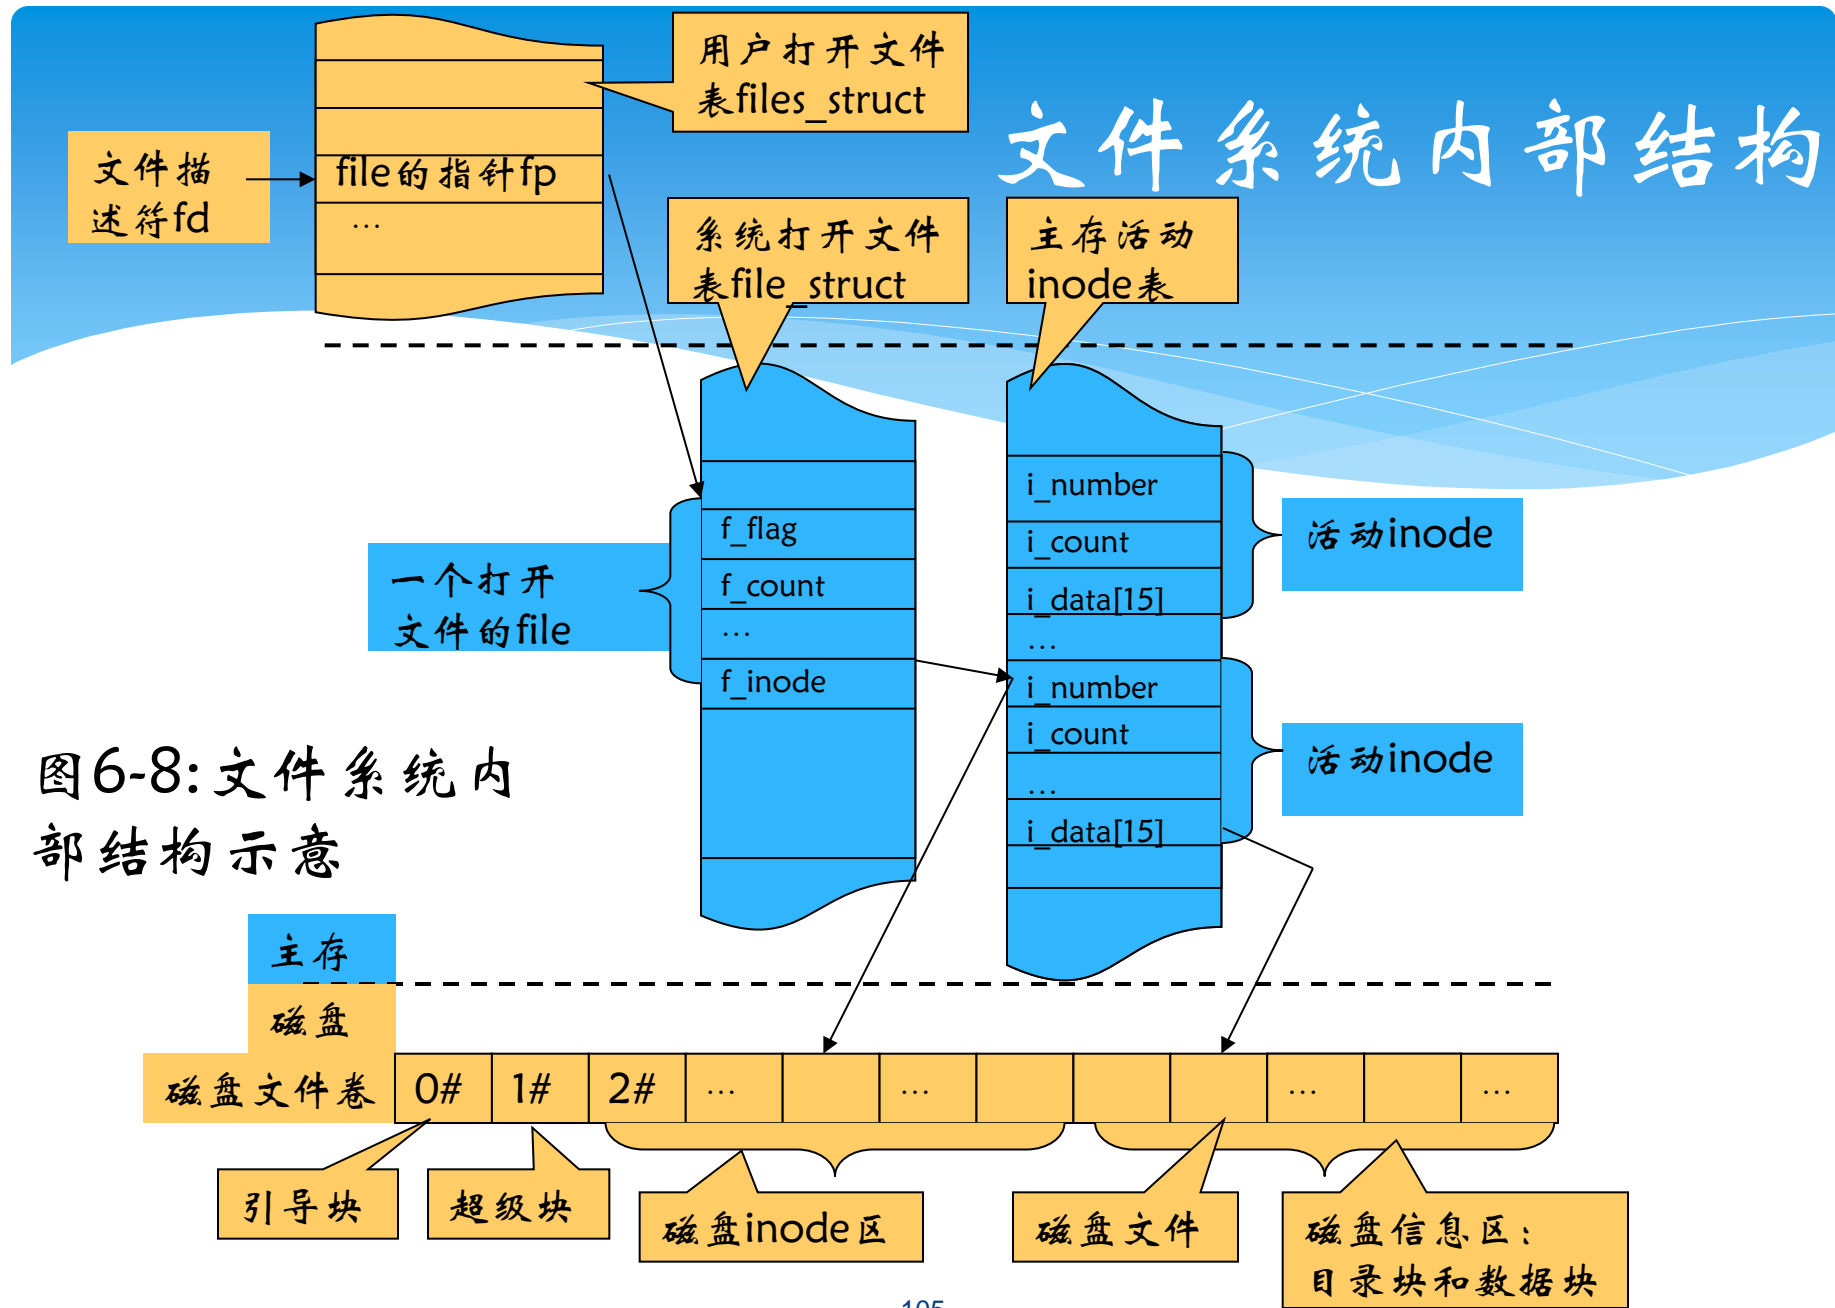 文件系统内部结构
用户打开文件
表files_struct
文件描
述符fd
file的指针fp
…
系统打开文件
表file_struct
主存活动
inode表
f_flag
f_count
…
f_inode
一个打开
文件的file
i_number
i_count
i_data[15]
…
i_number
i_count
…
i_data[15]
活动inode
活动inode
图6-8:文件系统内
部结构示意
主存
磁盘
磁盘文件卷
0#
1#
2#
…
…
…
…
引导块
超级块
磁盘inode区
磁盘文件
磁盘信息区：
目录块和数据块